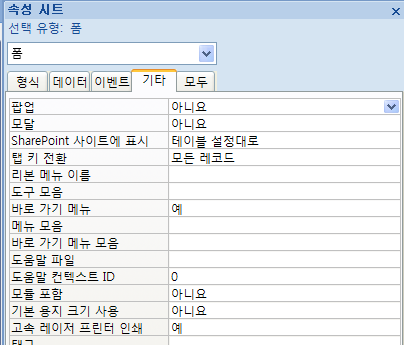 속성 시트
선택 유형: 폼
폼
형식 데이터 이벤트 기타 모두
팝업 아니요
모달 아니요
SharePoint 사이트에 표시 테이블 설정대로
탭 키 전환 모든 레코드
리본 메뉴 이름
도구 모음
바로 가기 메뉴 예
메뉴 모음
바로 가기 메뉴 모음
도움말 파일
도움말 컨텍스트 ID 0
모듈 포함 아니요
기본 용지 크기 사용 아니요
고속 레이저 프린터 인쇄 예
태그